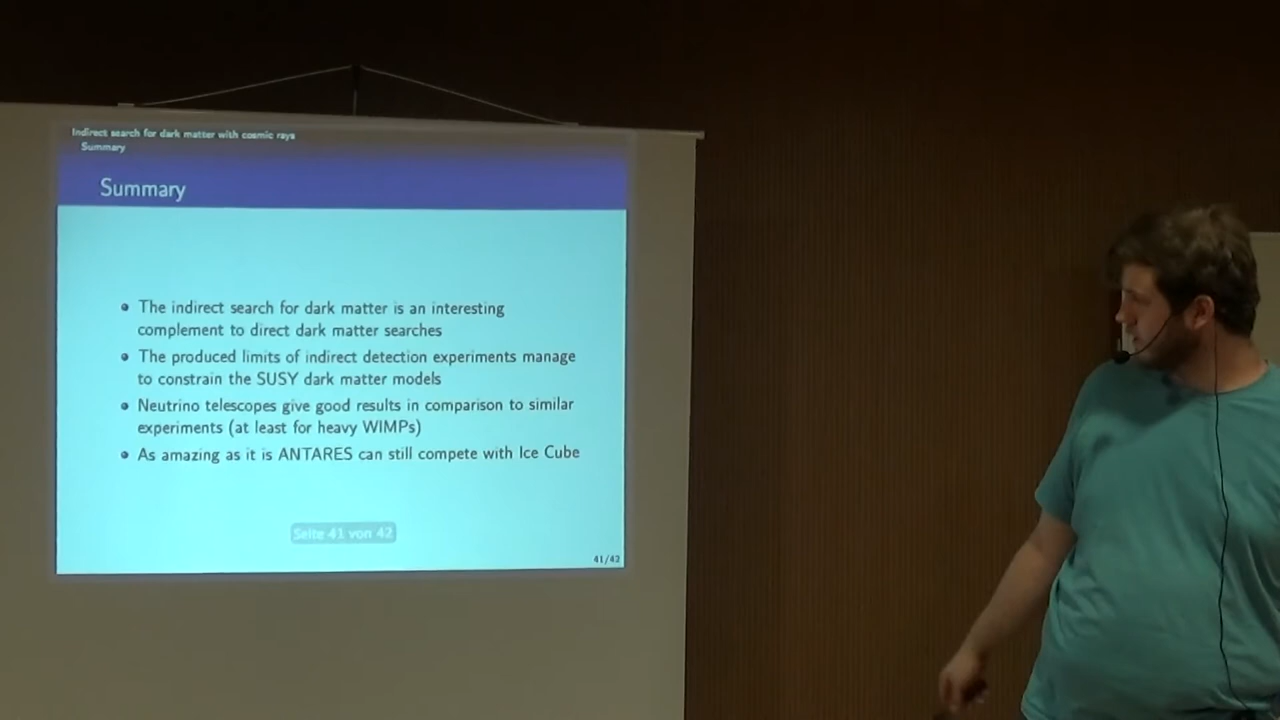 Indirect search for dark matter with cosmic rays
Summary
Summary
The indirect search for dark matter is an interesting
complement to direct dark matter searches
The produced limits of indirect detection experiments manage
to constrain the SUSY dark matter models
Neutrino telescopes give good results in comparison to similar
experiments (at least for heavy WIMPs)
As amazing as it is ANTARES can still compete with Ice Cube
Seite 41 von 42
41/42